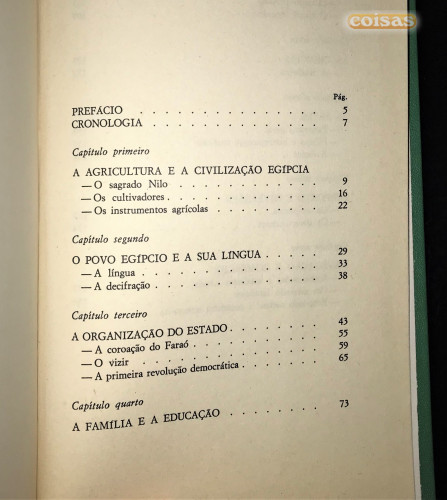 coisas
Pág.
PREFÁCIO . . . . . . . . . . . . 5
CRONOLOGIA . . . . . . . . . . . 7
Capítulo primeiro
A AGRICULTURA E A CIVILIZAÇÃO EGÍPCIA
— O sagrado Nilo . . . . . . . . . . 9
— Os cultivadores . . . . . . . . . . 16
— Os instrumentos agrícolas . . . . . . . 22
Capítulo segundo
O POVO EGÍPCIO E A SUA LÍNGUA . . . . . 29
— A língua . . . . . . . . . . . . 33
— A decifração . . . . . . . . . . . 38
Capítulo terceiro
A ORGANIZAÇÃO DO ESTADO . . . . . . . 43
— A coroação do Faraó . . . . . . . . 55
— O vizir . . . . . . . . . . . . 59
— A primeira revolução democrática . . . . . 65
Capítulo quarto
A FAMÍLIA E A EDUCAÇÃO . . . . . . . 73